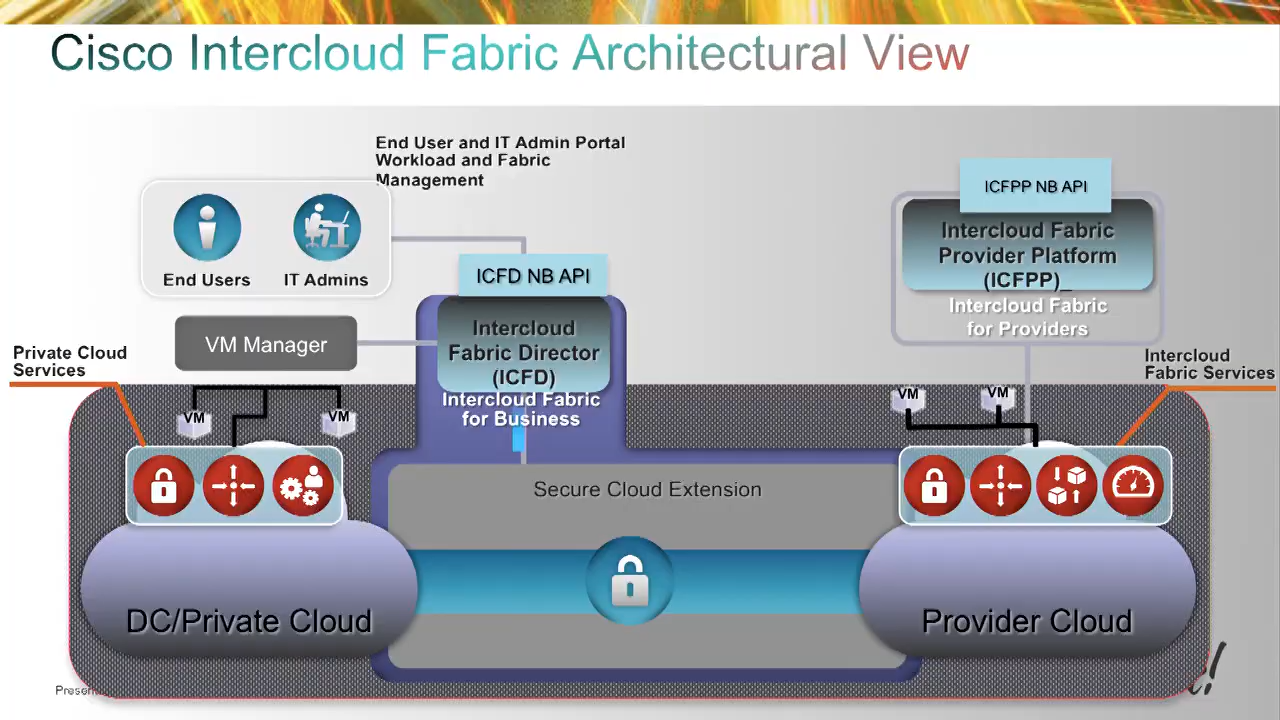 Cisco Intercloud Fabric Architectural View
End User and IT Admin Portal
Workload and Fabric
Management
End Users
IT Admins
ICFPP NB API
Intercloud Fabric
Provider Platform
(ICFPP)_
Intercloud Fabric
for Providers
ICFD NB API
Intercloud
Fabric Director
(ICFD)
Intercloud Fabric
for Business
VM Manager
Private Cloud
Services
Intercloud
Fabric Services
VM
VM
VM
VM
Secure Cloud Extension
DC/Private Cloud
Provider Cloud